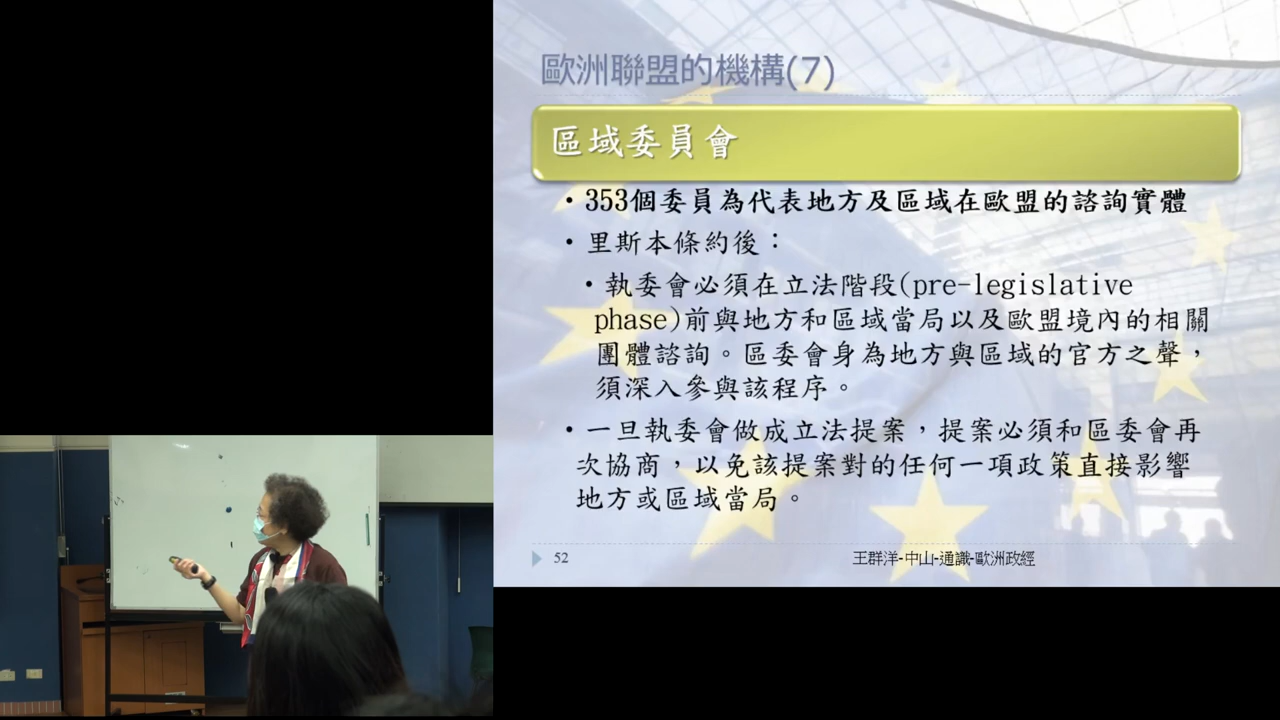 歐洲聯盟的機構(7)
區域委員會
•353個委員為代表地方及區域在歐盟的諮詢實體
•里斯本條約後：
•執委會必須在立法階段(pre-legislative
phase)前與地方和區域當局以及歐盟境內的相關
團體諮詢。區委會身為地方與區域的官方之聲，
須深入參與該程序。
•一旦執委會做成立法提案，提案必須和區委會再
次協商，以免該提案對的任何一項政策直接影響
地方或區域當局。
52
王群洋-中山-通識-歐洲政經